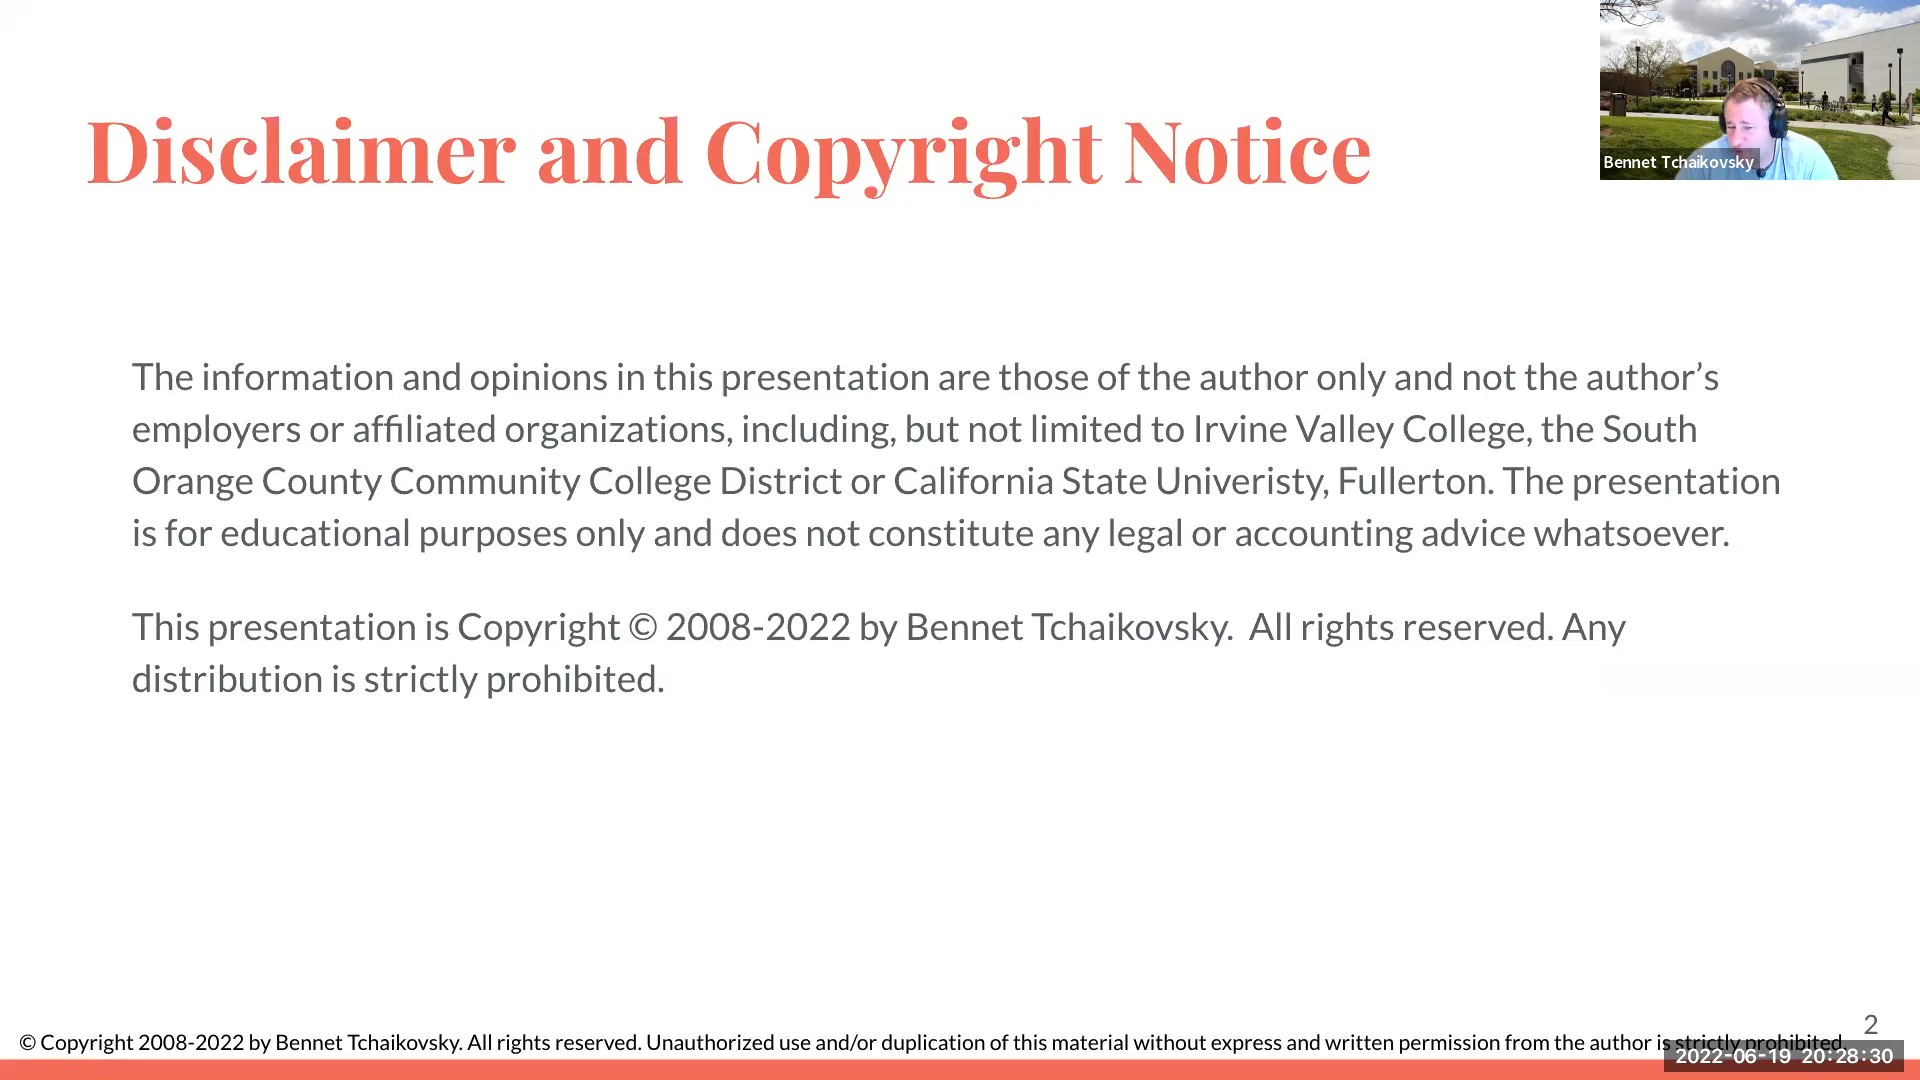 Disclaimer and Copyright Notice
Bennet Tchaikovsky
The information and opinions in this presentation are those of the author only and not the author’s
employers or affiliated organizations, including, but not limited to Irvine Valley College, the South
Orange County Community College District or California State Univeristy, Fullerton. The presentation
is for educational purposes only and does not constitute any legal or accounting advice whatsoever.
This presentation is Copyright © 2008-2022 by Bennet Tchaikovsky.  All rights reserved. Any
distribution is strictly prohibited.
2
© Copyright 2008-2022 by Bennet Tchaikovsky. All rights reserved. Unauthorized use and/or duplication of this material without express and written permission from the author is strictly prohibited.
2022-06-19 20:28:30